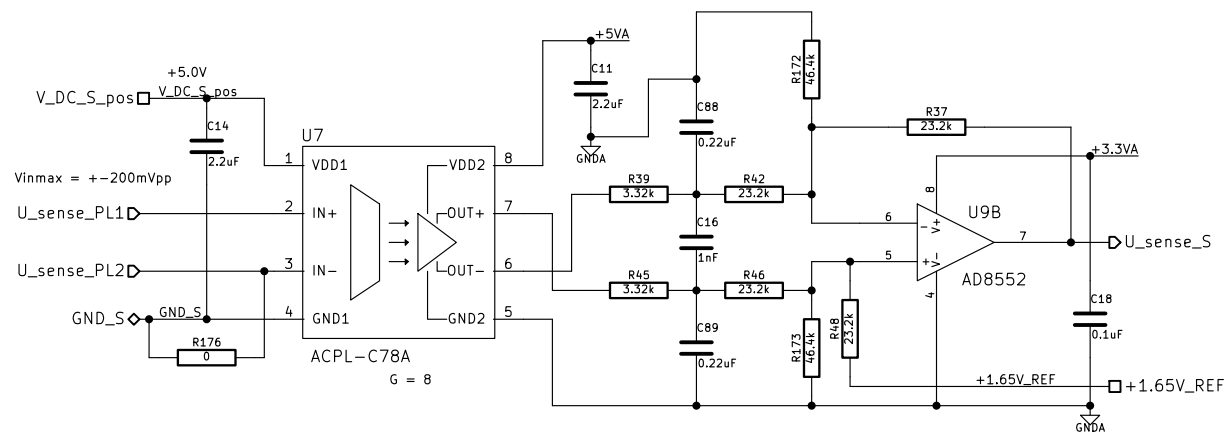 +5VA
+5.0V
V_DC_S_pos
V_DC_S_pos
C14
2.2uF
C11
2.2uF
GNDA
C88
0.22uF
R172
46.4k
R37
23.2k
+3.3VA
U7
1
VDD1
VDD2
8
Vinmax = +-200mVpp
U_sense_PL1
2
IN+
OUT+
7
U_sense_PL2
3
IN-
OUT-
6
GND_S
GND_S
4
GND1
GND2
5
R176
0
ACPL-C78A
G = 8
R39
3.32k
R42
23.2k
C16
1nF
R45
3.32k
R46
23.2k
C89
0.22uF
R173
46.4k
R48
23.2k
6
5
8
V+
V-
4
-
+
7
U9B
AD8552
U_sense_S
C18
0.1uF
+1.65V_REF
+1.65V_REF
GNDA